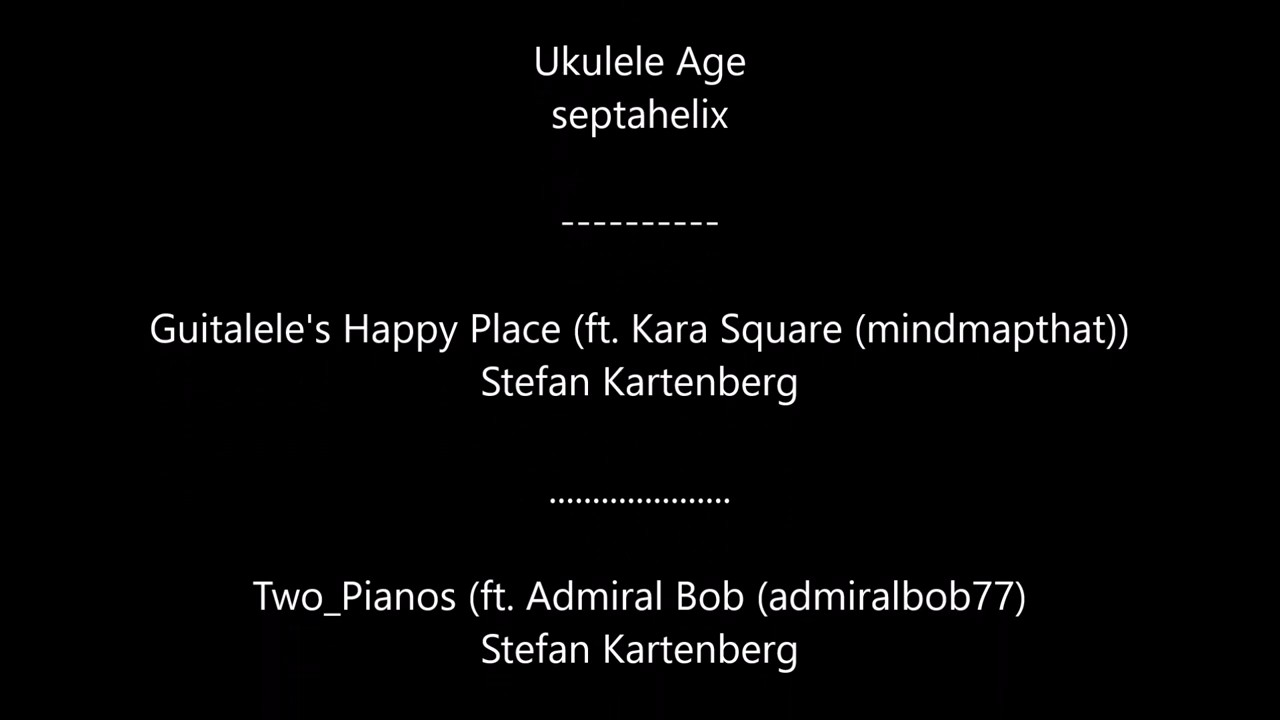 Ukulele Age
septahelix
----------
Guitalele's Happy Place (ft. Kara Square (mindmapthat))
Stefan Kartenberg
.....................
Two_Pianos (ft. Admiral Bob (admiralbob77)
Stefan Kartenberg